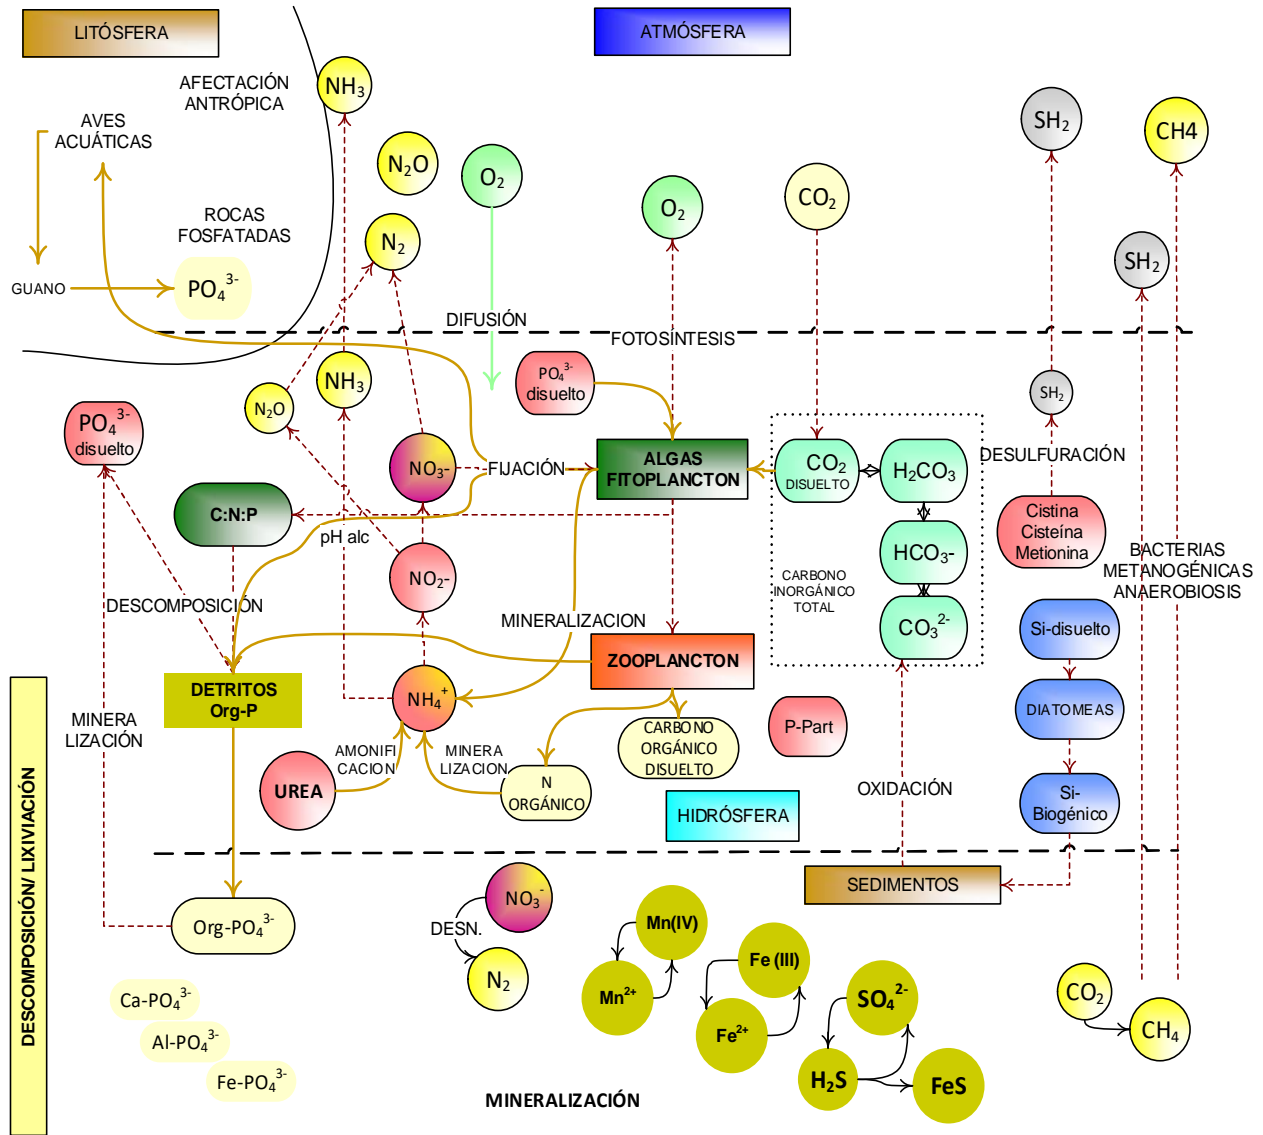 LITÓSFERA
ATMÓSFERA
AFECTACIÓN
ANTRÓPICA
NH₃
AVES
ACUÁTICAS
N₂O
O₂
SH₂
CH4
O₂
CO₂
ROCAS
FOSFATADAS
N₂
SH₂
GUANO
PO₄³⁻
DIFUSIÓN
FOTOSÍNTESIS
NH₃
PO₄³⁻
disuelto
SH₂
N₂O
PO₄³⁻
disuelto
NO₃-
FIJACIÓN
ALGAS
FITOPLANCTON
CO₂
DISUELTO
H₂CO₃
DESULFURACIÓN
C:N:P
pH alc
Cistina
Cisteína
Metionina
HCO₃-
BACTERIAS
METANOGÉNICAS
ANAEROBIOSIS
NO₂-
CARBONO
INORGÁNICO
TOTAL
DESCOMPOSICIÓN
MINERALIZACION
CO₃²⁻
Si-disuelto
ZOOPLANCTON
DETRITOS
Org-P
NH₄⁺
DIATOMEAS
MINERA
LIZACIÓN
P-Part
CARBONO
ORGÁNICO
DISUELTO
AMONIFI
CACION
MINERA
LIZACION
UREA
N
ORGÁNICO
OXIDACIÓN
Si-
Biogénico
HIDRÓSFERA
DESCOMPOSICIÓN/ LIXIVIACIÓN
SEDIMENTOS
NO₃⁻
Org-PO₄³⁻
DESN.
Mn(IV)
Fe (III)
N₂
Mn²⁺
SO₄²⁻
CO₂
Ca-PO₄³⁻
Fe²⁺
CH₄
Al-PO₄³⁻
Fe-PO₄³⁻
H₂S
FeS
MINERALIZACIÓN